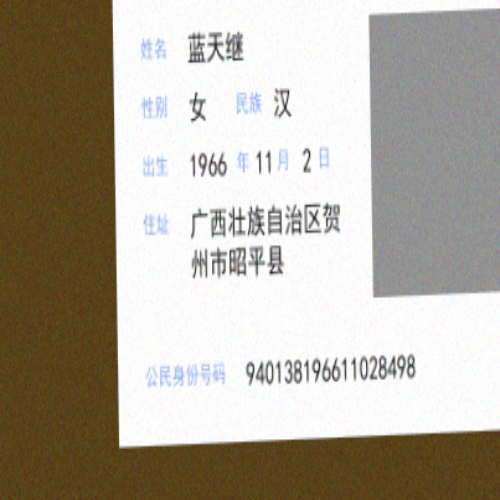 姓名 蓝天继
性别 女 民族 汉
出生 1966 年 11 月 2 日
住址 广西壮族自治区贺
州市昭平县
公民身份号码 940138196611028498